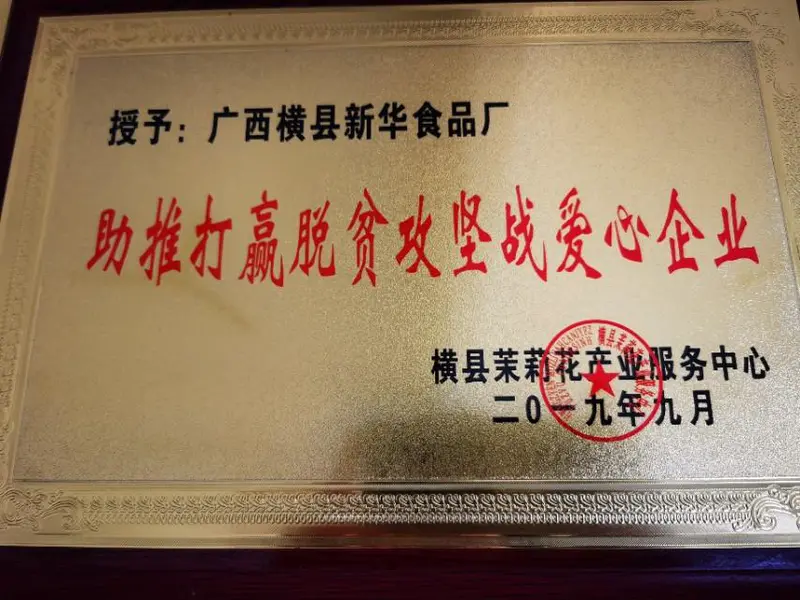 授予：广西横县新华食品厂
助推打赢脱贫攻坚战爱心企业
横县茉莉花产业服务中心
二0一九年九月